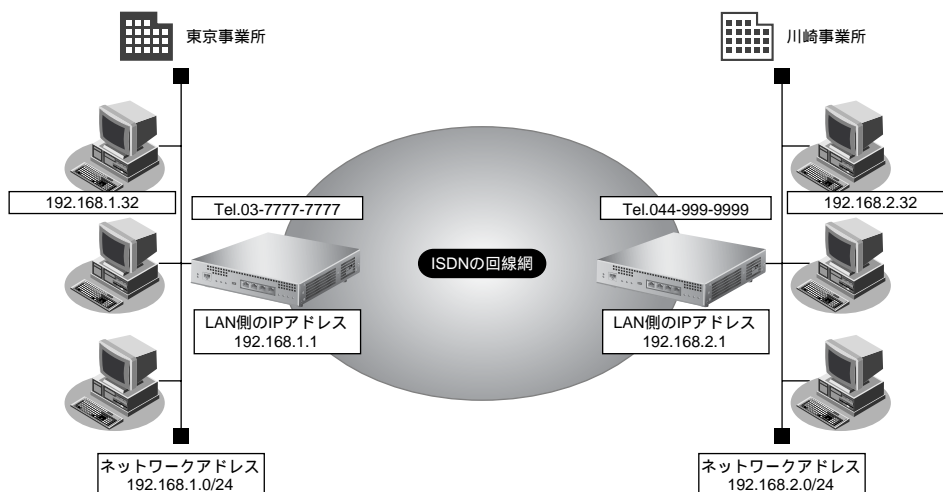 東京事業所
川崎事業所
192.168.1.32
192.168.2.32
Tel.03-7777-7777
Tel.044-999-9999
ISDNの回線網
LAN側のIPアドレス
192.168.1.1
LAN側のIPアドレス
192.168.2.1
ネットワークアドレス
192.168.1.0/24
ネットワークアドレス
192.168.2.0/24